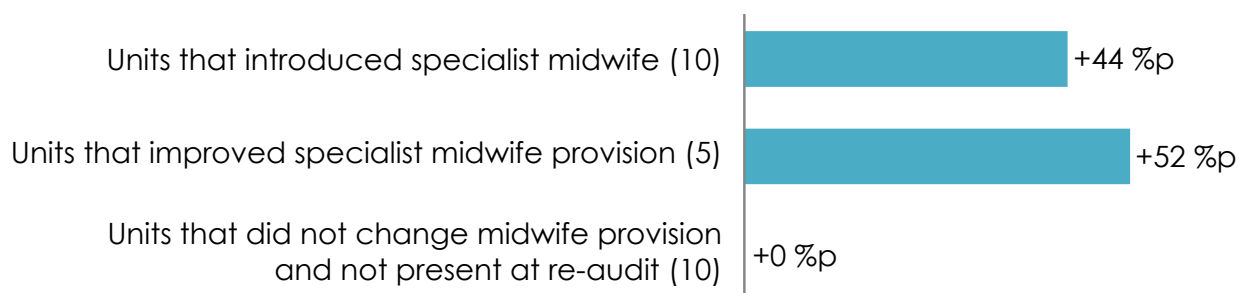 Units that introduced specialist midwife (10)
+44 %p
Units that improved specialist midwife provision (5)
+52 %p
Units that did not change midwife provision
and not present at re-audit (10)
+0 %p